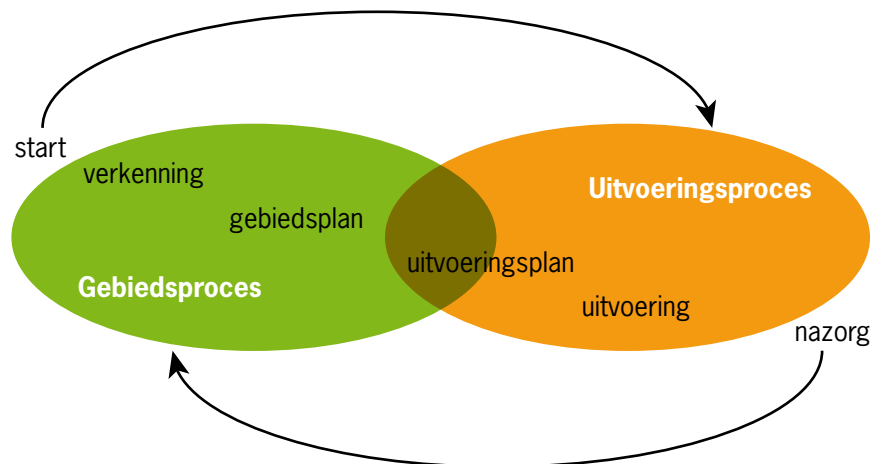 start
verkenning
gebiedsplan
Gebiedsproces
Uitvoeringsproces
uitvoeringsplan
uitvoering
nazorg